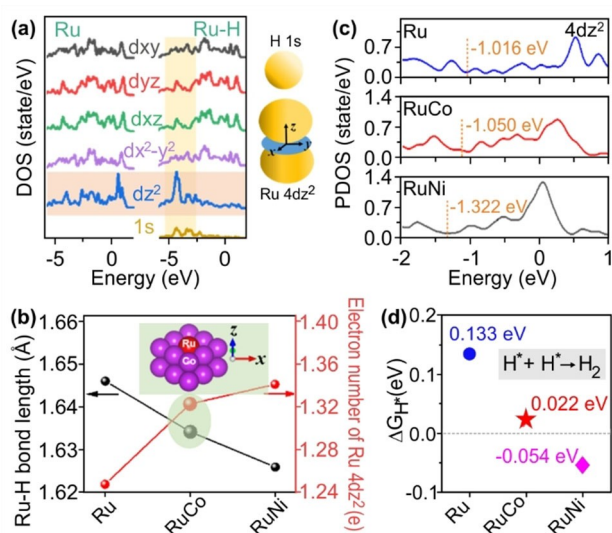 (a)
Ru
Ru-H
dxy
dyz
dxz
dx²-y²
dz²
1s
DOS (state/eV)
-5
0
-5
0
Energy (eV)
H 1s
z
x
y
Ru 4dz²
(c)
Ru
4dz²
-1.016 eV
0.7
0.0
1.4
RuCo
-1.050 eV
0.7
0.0
1.4
RuNi
-1.322 eV
0.7
0.0
PDOS (state/eV)
-2
-1
0
1
Energy (eV)
(b)
1.66
1.64
1.63
1.62
Ru-H bond length (Å)
Ru
Co
z
x
1.40
1.36
1.32
1.28
1.24
Electron number of Ru 4dz²(e)
Ru
RuCo
RuNi
(d)
0.2
0.1
0.0
-0.1
ΔG_H*(eV)
0.133 eV
H* + H*→H₂
0.022 eV
-0.054 eV
Ru
RuCo
RuNi